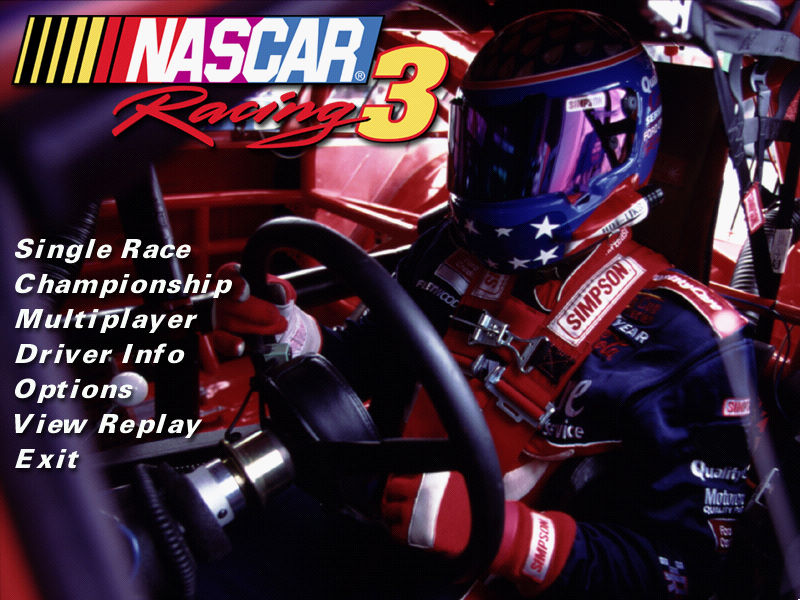 NASCAR®
Racing 3
Single Race
Championship
Multiplayer
Driver Info
Options
View Replay
Exit
SIMPSON
SIMPSON
SIMPSON